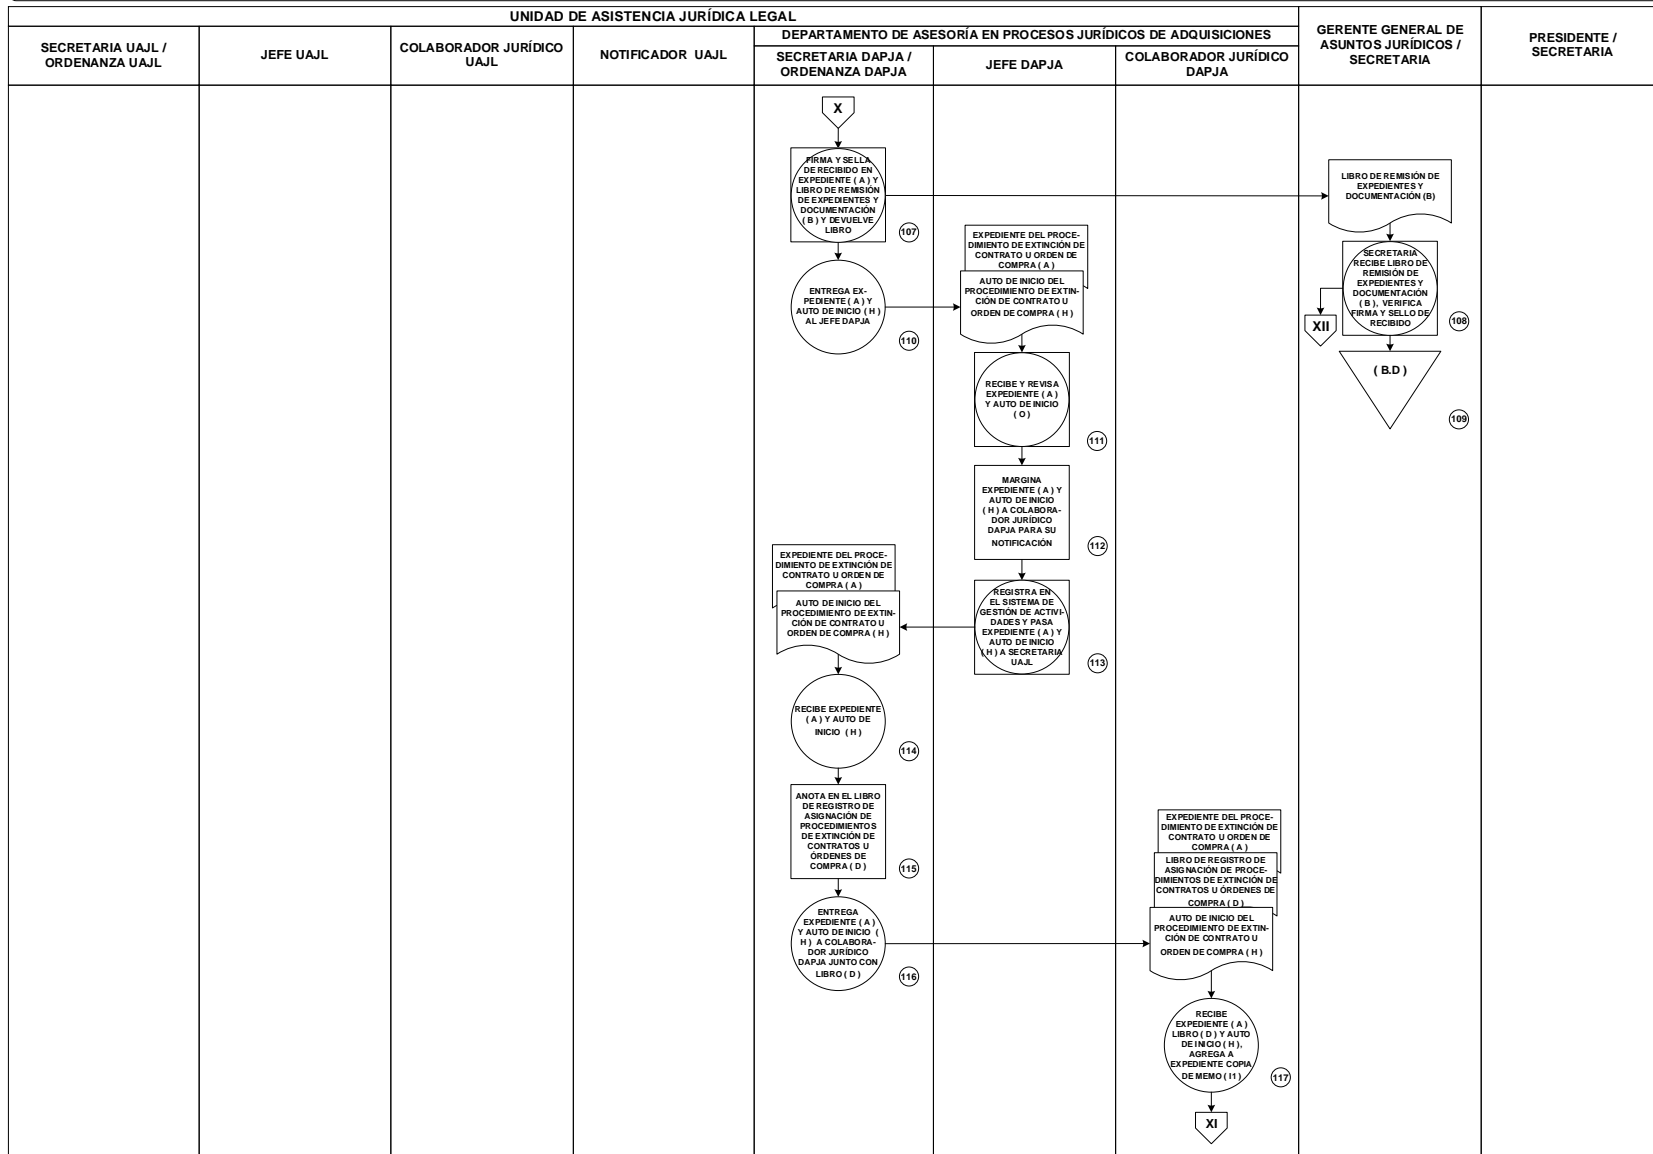 UNIDAD DE ASISTENCIA JURÍDICA LEGAL
SECRETARIA UAJL /
ORDENANZA UAJL
JEFE UAJL
COLABORADOR JURÍDICO
UAJL
NOTIFICADOR UAJL
DEPARTAMENTO DE ASESORÍA EN PROCESOS JURÍDICOS DE ADQUISICIONES
SECRETARIA DAPJA /
ORDENANZA DAPJA
JEFE DAPJA
COLABORADOR JURÍDICO
DAPJA
GERENTE GENERAL DE
ASUNTOS JURÍDICOS /
SECRETARIA
PRESIDENTE /
SECRETARIA
X
FIRMA Y SELLA
DE RECIBIDO EN
EXPEDIENTE ( A ) Y
LIBRO DE REMISIÓN
DE EXPEDIENTES Y
DOCUMENTACIÓN
( B ) Y DEVUELVE
LIBRO
107
LIBRO DE REMISIÓN DE
EXPEDIENTES Y
DOCUMENTACIÓN (B)
SECRETARIA
RECIBE LIBRO DE
REMISIÓN DE
EXPEDIENTES Y
DOCUMENTACIÓN
( B ), VERIFICA
FIRMA Y SELLO DE
RECIBIDO
108
XII
( B.D )
109
ENTREGA EX-
PEDIENTE ( A ) Y
AUTO DE INICIO ( H )
AL JEFE DAPJA
110
EXPEDIENTE DEL PROCE-
DIMIENTO DE EXTINCIÓN DE
CONTRATO U ORDEN DE
COMPRA ( A )
AUTO DE INICIO DEL
PROCEDIMIENTO DE EXTIN-
CIÓN DE CONTRATO U
ORDEN DE COMPRA ( H )
RECIBE Y REVISA
EXPEDIENTE ( A )
Y AUTO DE INICIO
( O )
111
MARGINA
EXPEDIENTE ( A ) Y
AUTO DE INICIO
( H ) A COLABORA-
DOR JURÍDICO
DAPJA PARA SU
NOTIFICACIÓN
112
REGISTRA EN
EL SISTEMA DE
GESTIÓN DE ACTIVI-
DADES Y PASA
EXPEDIENTE ( A ) Y
AUTO DE INICIO
( H ) A SECRETARIA
UAJL
113
EXPEDIENTE DEL PROCE-
DIMIENTO DE EXTINCIÓN DE
CONTRATO U ORDEN DE
COMPRA ( A )
AUTO DE INICIO DEL
PROCEDIMIENTO DE EXTIN-
CIÓN DE CONTRATO U
ORDEN DE COMPRA ( H )
RECIBE EXPEDIENTE
( A ) Y AUTO DE
INICIO ( H )
114
ANOTA EN EL LIBRO
DE REGISTRO DE
ASIGNACIÓN DE
PROCEDIMIENTOS
DE EXTINCIÓN DE
CONTRATOS U
ÓRDENES DE
COMPRA ( D )
115
ENTREGA
EXPEDIENTE ( A )
Y AUTO DE INICIO (
H ) A COLABORA-
DOR JURÍDICO
DAPJA JUNTO CON
LIBRO ( D )
116
EXPEDIENTE DEL PROCE-
DIMIENTO DE EXTINCIÓN DE
CONTRATO U ORDEN DE
COMPRA ( A )
LIBRO DE REGISTRO DE
ASIGNACIÓN DE PROCE-
DIMIENTOS DE EXTINCIÓN DE
CONTRATOS U ÓRDENES DE
COMPRA ( D )
AUTO DE INICIO DEL
PROCEDIMIENTO DE EXTIN-
CIÓN DE CONTRATO U
ORDEN DE COMPRA ( H )
RECIBE
EXPEDIENTE ( A )
LIBRO ( D ) Y AUTO
DE INICIO ( H ),
AGREGA A
EXPEDIENTE COPIA
DE MEMO ( I1 )
117
XI